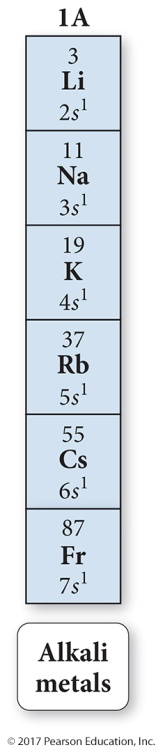 1A
3
Li
2s¹
11
Na
3s¹
19
K
4s¹
37
Rb
5s¹
55
Cs
6s¹
87
Fr
7s¹
Alkali
metals
© 2017 Pearson Education, Inc.